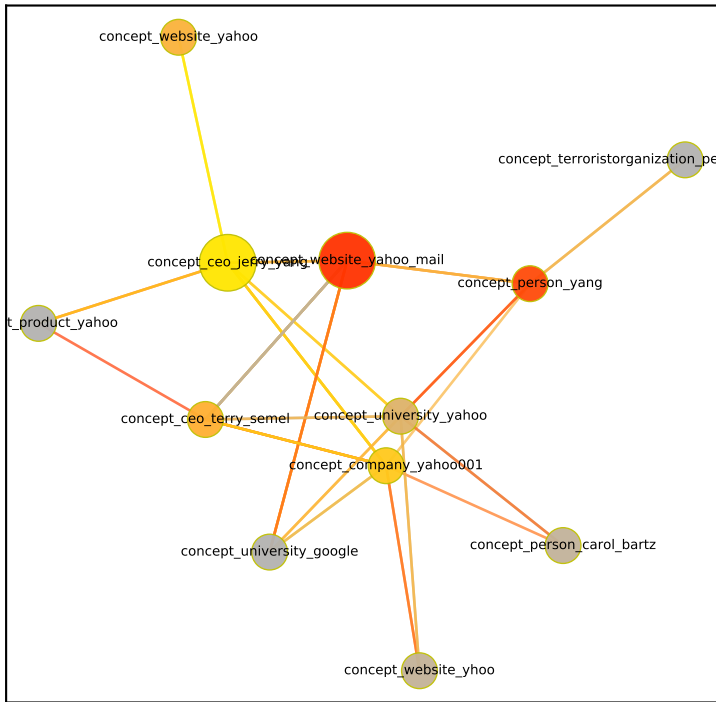 concept_website_yahoo
concept_terroristorganization_pe
concept_ceo_jerry_yang
concept_website_yahoo_mail
concept_person_yang
t_product_yahoo
concept_ceo_terry_semel
concept_university_yahoo
concept_company_yahoo001
concept_university_google
concept_person_carol_bartz
concept_website_yhoo